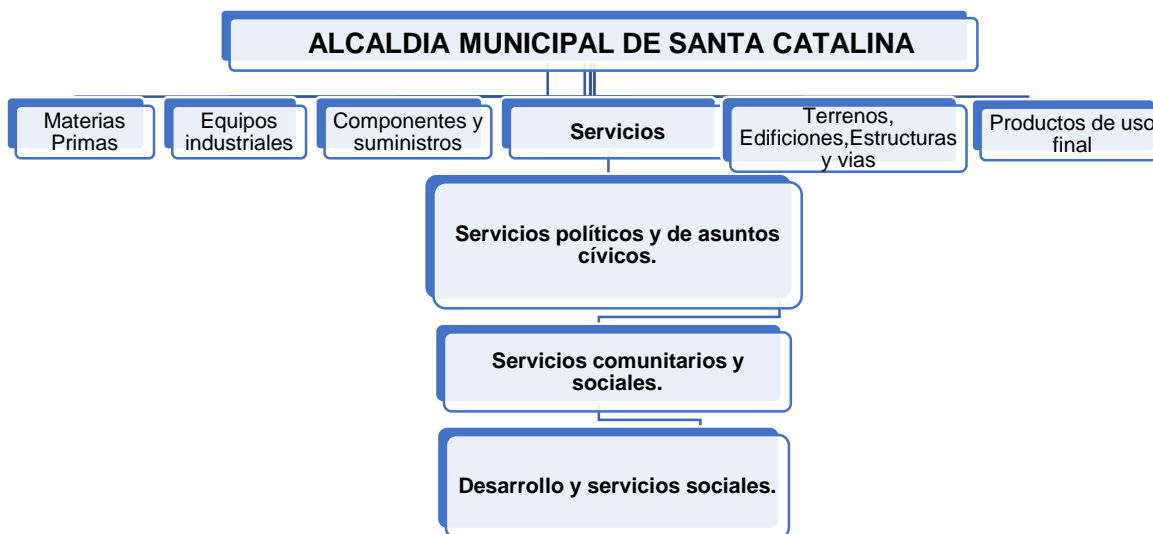 ALCALDIA MUNICIPAL DE SANTA CATALINA
Materias
Primas
Equipos
industriales
Componentes y
suministros
Servicios
Terrenos,
Edificiones,Estructuras
y vias
Productos de uso
final
Servicios políticos y de asuntos
cívicos.
Servicios comunitarios y
sociales.
Desarrollo y servicios sociales.